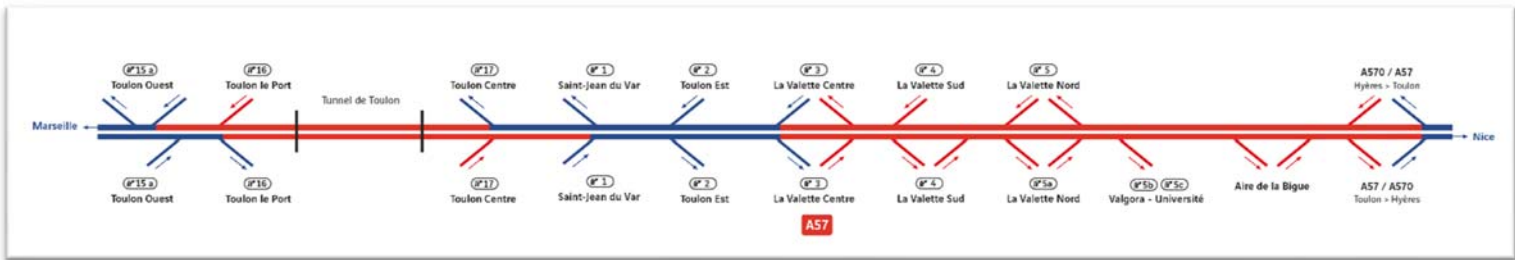 n°15 a
Toulon Ouest
n°16
Toulon le Port
Tunnel de Toulon
n°17
Toulon Centre
n° 1
Saint-Jean du Var
n° 2
Toulon Est
n° 3
La Valette Centre
n° 4
La Valette Sud
n° 5
La Valette Nord
A570 / A57
Hyères > Toulon
Marseille
Nice
n°15 a
Toulon Ouest
n°16
Toulon le Port
n°17
Toulon Centre
n° 1
Saint-Jean du Var
n° 2
Toulon Est
n° 3
La Valette Centre
n° 4
La Valette Sud
n°5a
La Valette Nord
n°5b n°5c
Valgora - Université
Aire de la Bigue
A57 / A570
Toulon > Hyères
A57